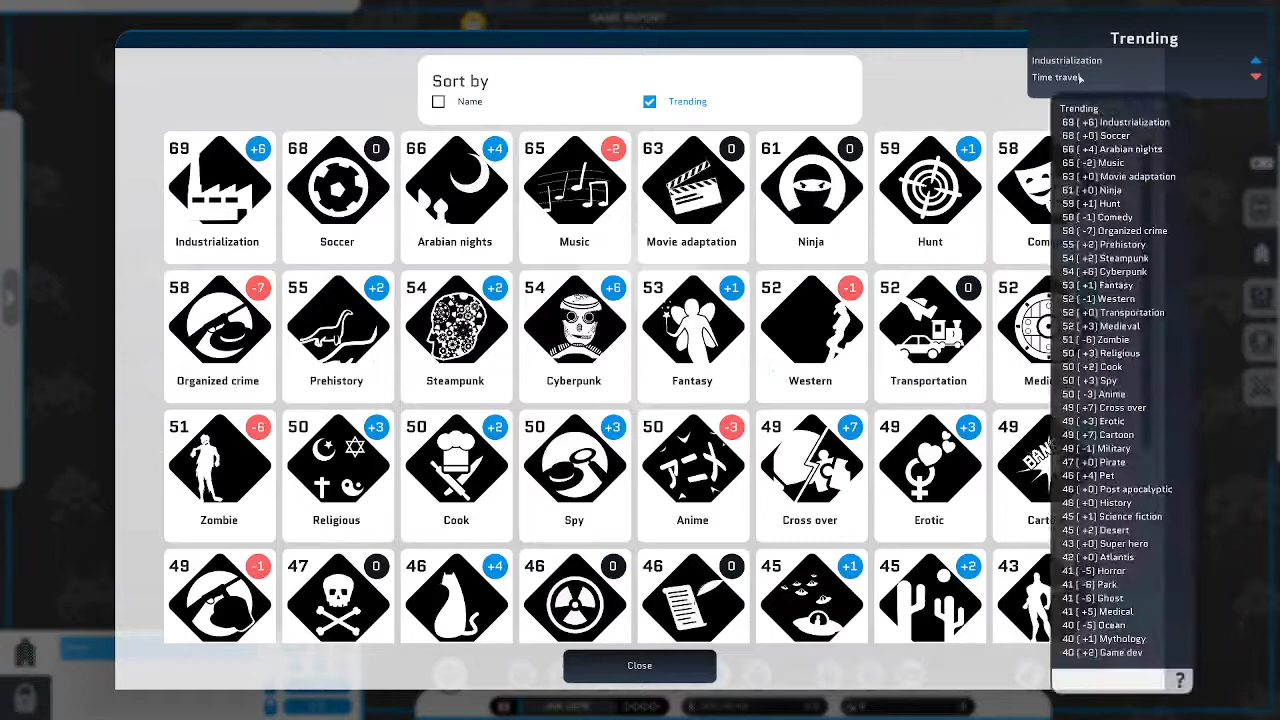 GAME REPORT
Trending
Industrialization
Time travel
Sort by
Name
Trending
69 +6
68 0
66 +4
65 -2
63 0
61 0
59 +1
58
Industrialization
Soccer
Arabian nights
Music
Movie adaptation
Ninja
Hunt
Com
58 -7
55 +2
54 +2
54 +6
53 +1
52 -1
52 0
52
Organized crime
Prehistory
Steampunk
Cyberpunk
Fantasy
Western
Transportation
Medi
51 -6
50 +3
50 +2
50 +3
50 -3
49 +7
49 +3
49
アニメ
BANG
Zombie
Religious
Cook
Spy
Anime
Cross over
Erotic
Carto
49 -1
47 0
46 +4
46 0
46 0
45 +1
45 +2
43
Close
Trending
69 [ +6] Industrialization
68 [ +0] Soccer
66 [ +4] Arabian nights
65 [ -2] Music
63 [ +0] Movie adaptation
61 [ +0] Ninja
59 [ +1] Hunt
58 [ -1] Comedy
58 [ -7] Organized crime
55 [ +2] Prehistory
54 [ +2] Steampunk
54 [ +6] Cyberpunk
53 [ +1] Fantasy
52 [ -1] Western
52 [ +0] Transportation
52 [ +3] Medieval
51 [ -6] Zombie
50 [ +3] Religious
50 [ +2] Cook
50 [ +3] Spy
50 [ -3] Anime
49 [ +7] Cross over
49 [ +3] Erotic
49 [ +7] Cartoon
49 [ -1] Military
47 [ +0] Pirate
46 [ +4] Pet
46 [ +0] Post apocalyptic
46 [ +0] History
45 [ +1] Science fiction
45 [ +2] Desert
43 [ +0] Super hero
42 [ +0] Atlantis
41 [ -5] Horror
41 [ -6] Park
41 [ -6] Ghost
41 [ +5] Medical
40 [ -5] Ocean
40 [ +1] Mythology
40 [ +2] Game dev
?